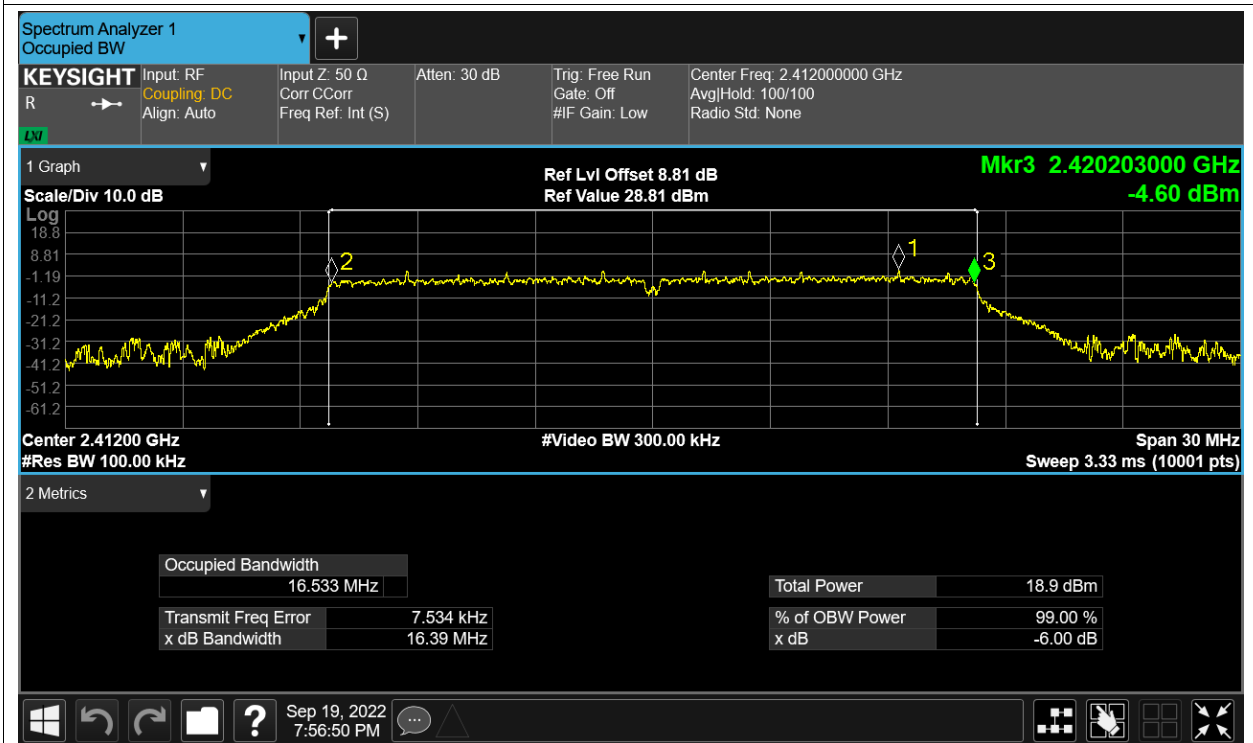 Spectrum Analyzer 1
Occupied BW
KEYSIGHT
R
LXI
Input: RF
Coupling: DC
Align: Auto
Input Z: 50 Ω
Corr CCorr
Freq Ref: Int (S)
Atten: 30 dB
Trig: Free Run
Gate: Off
#IF Gain: Low
Center Freq: 2.412000000 GHz
Avg|Hold: 100/100
Radio Std: None
1 Graph
Scale/Div 10.0 dB
Ref Lvl Offset 8.81 dB
Ref Value 28.81 dBm
Mkr3 2.420203000 GHz
-4.60 dBm
Log
18.8
8.81
-1.19
-11.2
-21.2
-31.2
-41.2
-51.2
-61.2
2
1
3
Center 2.41200 GHz
#Res BW 100.00 kHz
#Video BW 300.00 kHz
Span 30 MHz
Sweep 3.33 ms (10001 pts)
2 Metrics
Occupied Bandwidth
16.533 MHz
Transmit Freq Error 7.534 kHz
x dB Bandwidth 16.39 MHz
Total Power 18.9 dBm
% of OBW Power 99.00 %
x dB -6.00 dB
?
Sep 19, 2022
7:56:50 PM